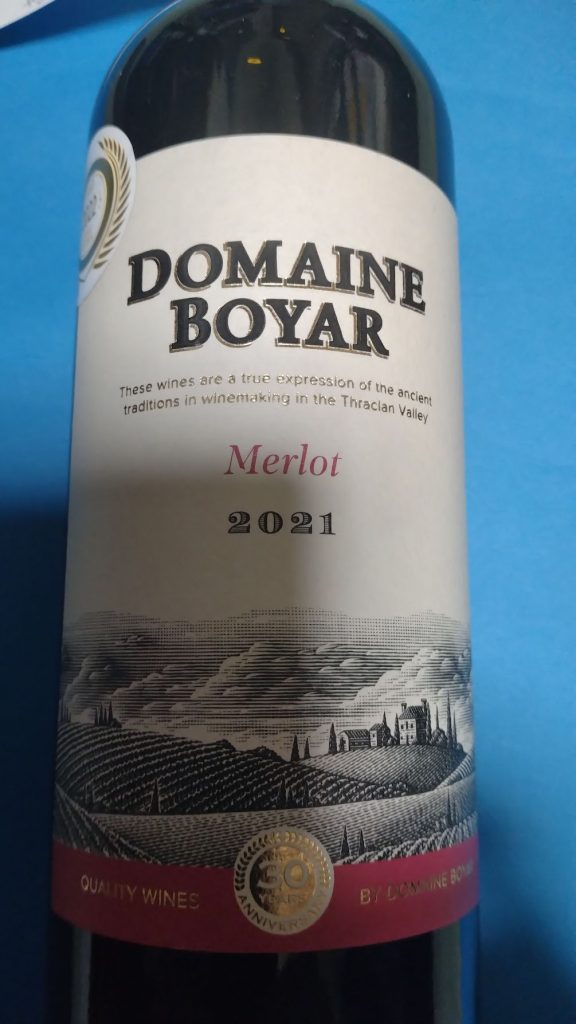 DOMAINE
BOYAR
These wines are a true expression of the ancient
traditions in winemaking in the Thracian Valley
Merlot
2021
QUALITY WINES
30
YEARS
ANNIVERSARY
BY DOMAINE BOYAR